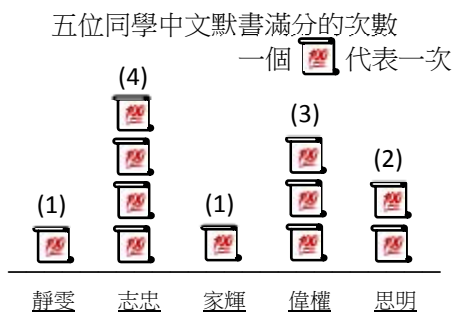 五位同學中文默書滿分的次數
一個 💯 代表一次
(4)
(3)
(2)
(1)
(1)
靜雯 志忠 家輝 偉權 思明